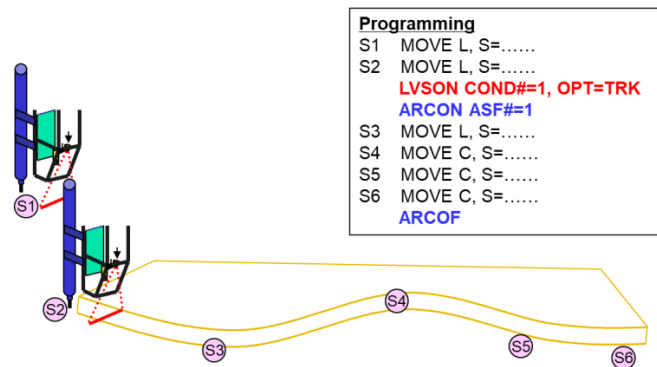 Programming
S1 MOVE L, S=......
S2 MOVE L, S=......
LVSON COND#=1, OPT=TRK
ARCON ASF#=1
S3 MOVE L, S=......
S4 MOVE C, S=......
S5 MOVE C, S=......
S6 MOVE C, S=......
ARCOF
S1
S2
S3
S4
S5
S6